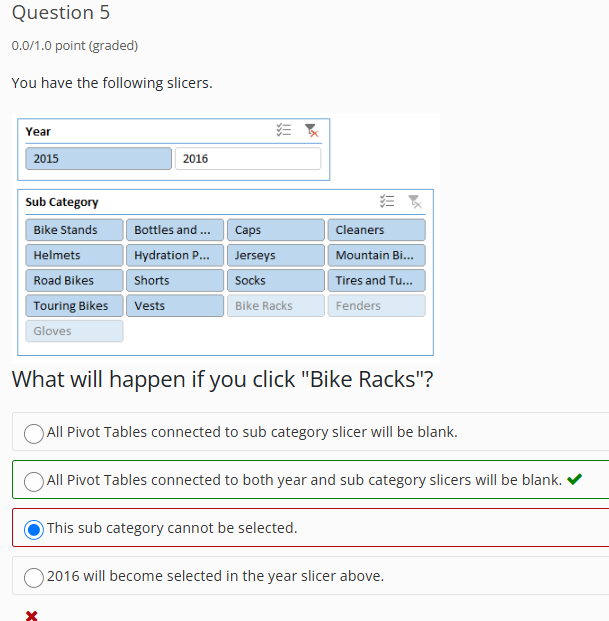 Question 5
0.0/1.0 point (graded)
You have the following slicers.
Year
2015 2016
Sub Category
Bike Stands Bottles and ... Caps Cleaners
Helmets Hydration P... Jerseys Mountain Bi...
Road Bikes Shorts Socks Tires and Tu...
Touring Bikes Vests Bike Racks Fenders
Gloves
What will happen if you click "Bike Racks"?
All Pivot Tables connected to sub category slicer will be blank.
All Pivot Tables connected to both year and sub category slicers will be blank.
This sub category cannot be selected.
2016 will become selected in the year slicer above.